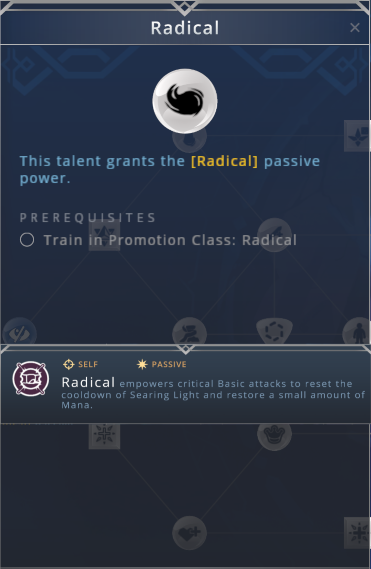 Radical
This talent grants the [Radical] passive
power.
PREREQUISITES
Train in Promotion Class: Radical
SELF PASSIVE
Radical empowers critical Basic attacks to reset the
cooldown of Searing Light and restore a small amount of
Mana.